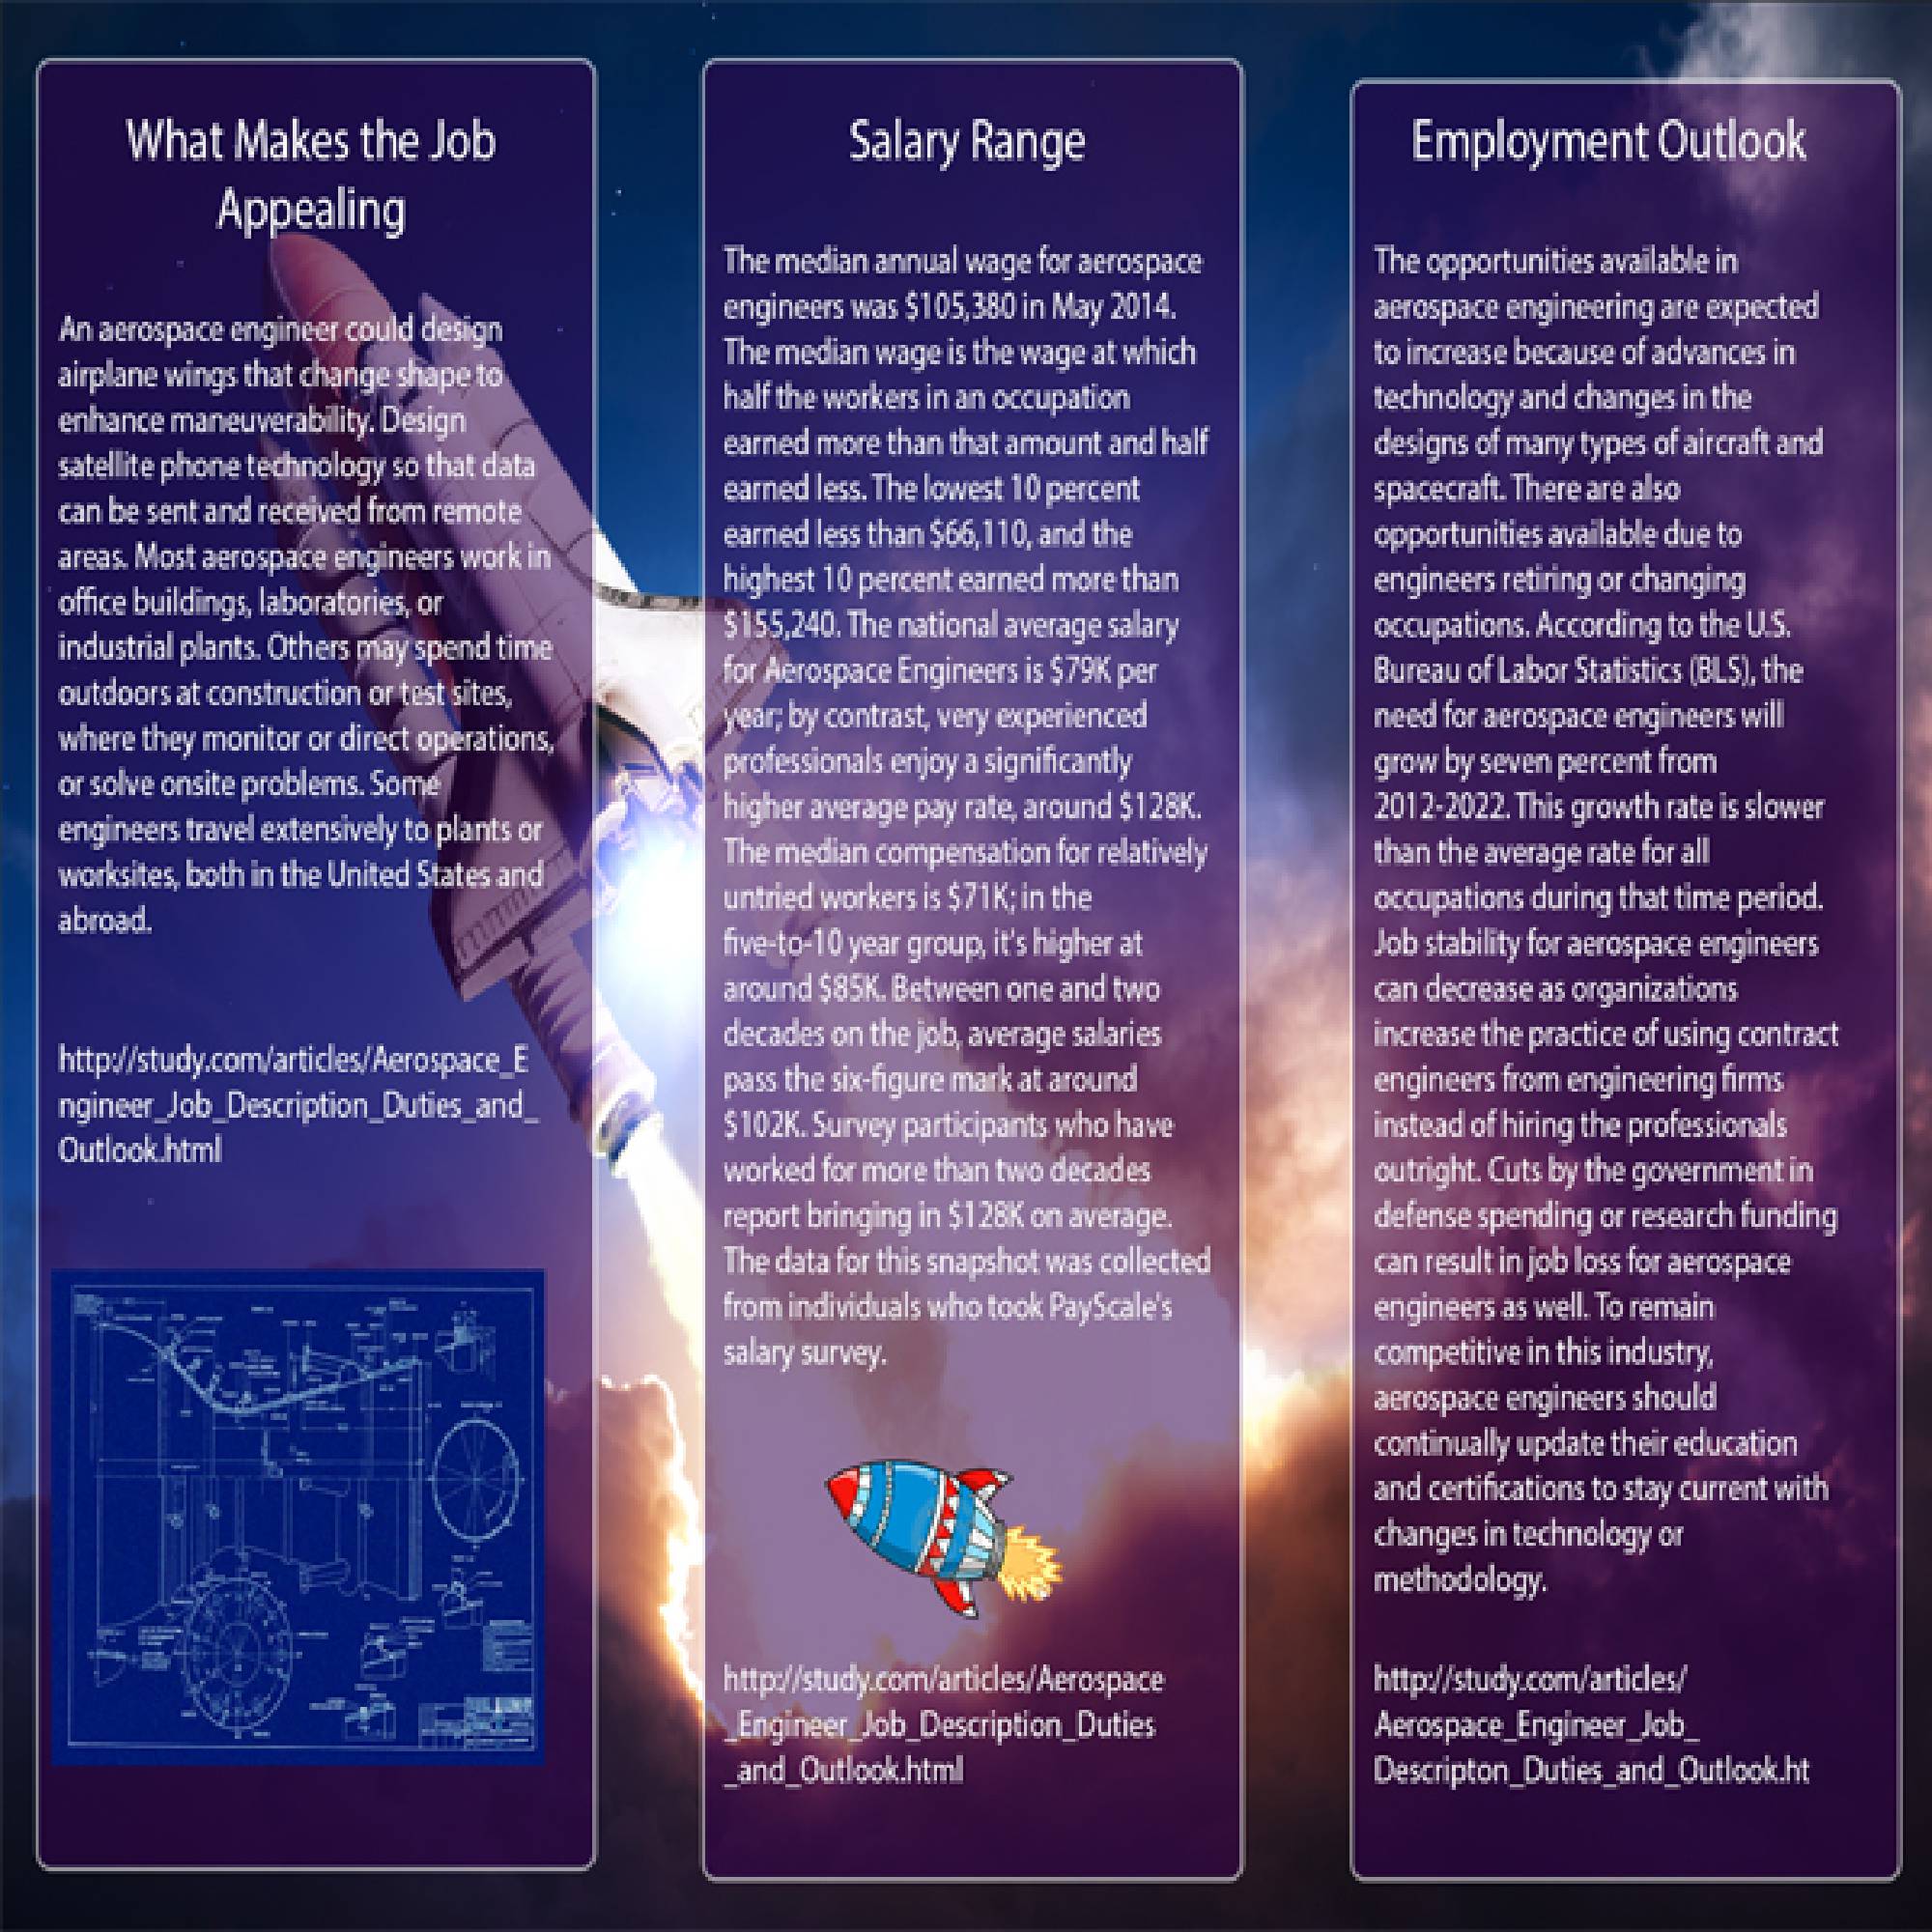 What Makes the Job
Appealing
An aerospace engineer could design
airplane wings that change shape to
enhance maneuverability. Design
satellite phone technology so that data
can be sent and received from remote
areas. Most aerospace engineers work in
office buildings, laboratories, or
industrial plants. Others may spend time
outdoors at construction or test sites,
where they monitor or direct operations,
or solve onsite problems. Some
engineers travel extensively to plants or
worksites, both in the United States and
abroad.
http://study.com/articles/Aerospace_E
ngineer_Job_Description_Duties_and_
Outlook.html
Salary Range
The median annual wage for aerospace
engineers was $105,380 in May 2014.
The median wage is the wage at which
half the workers in an occupation
earned more than that amount and half
earned less. The lowest 10 percent
earned less than $66,110, and the
highest 10 percent earned more than
$155,240. The national average salary
for Aerospace Engineers is $79K per
year; by contrast, very experienced
professionals enjoy a significantly
higher average pay rate, around $128K.
The median compensation for relatively
untried workers is $71K; in the
five-to-10 year group, it's higher at
around $85K. Between one and two
decades on the job, average salaries
pass the six-figure mark at around
$102K. Survey participants who have
worked for more than two decades
report bringing in $128K on average.
The data for this snapshot was collected
from individuals who took PayScale's
salary survey.
http://study.com/articles/Aerospace
_Engineer_Job_Description_Duties
_and_Outlook.html
Employment Outlook
The opportunities available in
aerospace engineering are expected
to increase because of advances in
technology and changes in the
designs of many types of aircraft and
spacecraft. There are also
opportunities available due to
engineers retiring or changing
occupations. According to the U.S.
Bureau of Labor Statistics (BLS), the
need for aerospace engineers will
grow by seven percent from
2012-2022. This growth rate is slower
than the average rate for all
occupations during that time period.
Job stability for aerospace engineers
can decrease as organizations
increase the practice of using contract
engineers from engineering firms
instead of hiring the professionals
outright. Cuts by the government in
defense spending or research funding
can result in job loss for aerospace
engineers as well. To remain
competitive in this industry,
aerospace engineers should
continually update their education
and certifications to stay current with
changes in technology or
methodology.
http://study.com/articles/
Aerospace_Engineer_Job_
Descripton_Duties_and_Outlook.ht